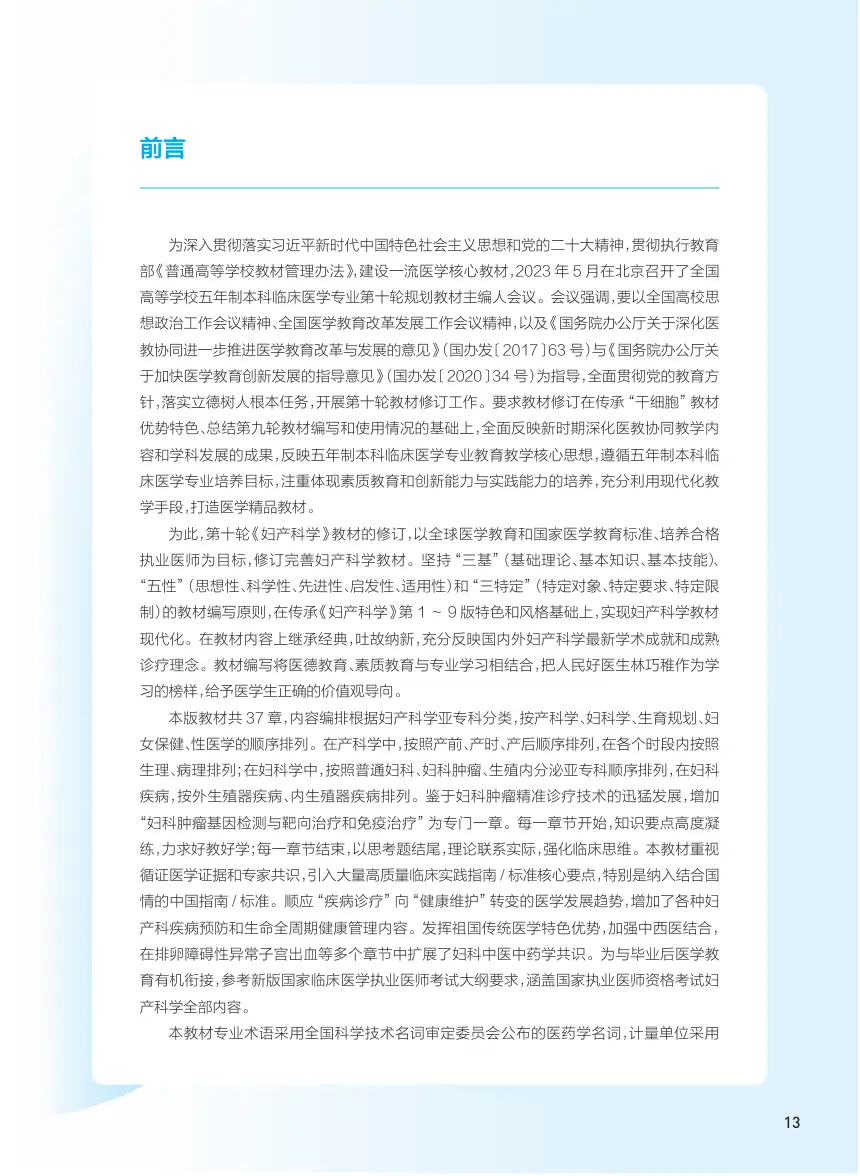 前言
为深入贯彻落实习近平新时代中国特色社会主义思想和党的二十大精神,贯彻执行教育
部《普通高等学校教材管理办法》,建设一流医学核心教材,2023 年 5 月在北京召开了全国
高等学校五年制本科临床医学专业第十轮规划教材主编人会议。会议强调,要以全国高校思
想政治工作会议精神、全国医学教育改革发展工作会议精神,以及《国务院办公厅关于深化医
教协同进一步推进医学教育改革与发展的意见》(国办发〔2017〕63 号)与《国务院办公厅关
于加快医学教育创新发展的指导意见》(国办发〔2020〕34 号)为指导,全面贯彻党的教育方
针,落实立德树人根本任务,开展第十轮教材修订工作。要求教材修订在传承“干细胞”教材
优势特色、总结第九轮教材编写和使用情况的基础上,全面反映新时期深化医教协同教学内
容和学科发展的成果,反映五年制本科临床医学专业教育教学核心思想,遵循五年制本科临
床医学专业培养目标,注重体现素质教育和创新能力与实践能力的培养,充分利用现代化教
学手段,打造医学精品教材。
为此,第十轮《妇产科学》教材的修订,以全球医学教育和国家医学教育标准、培养合格
执业医师为目标,修订完善妇产科学教材。坚持“三基”(基础理论、基本知识、基本技能)、
“五性”(思想性、科学性、先进性、启发性、适用性)和“三特定”(特定对象、特定要求、特定限
制)的教材编写原则,在传承《妇产科学》第 1 ~ 9 版特色和风格基础上,实现妇产科学教材
现代化。在教材内容上继承经典,吐故纳新,充分反映国内外妇产科学最新学术成就和成熟
诊疗理念。教材编写将医德教育、素质教育与专业学习相结合,把人民好医生林巧稚作为学
习的榜样,给予医学生正确的价值观导向。
本版教材共 37 章,内容编排根据妇产科学亚专科分类,按产科学、妇科学、生育规划、妇
女保健、性医学的顺序排列。在产科学中,按照产前、产时、产后顺序排列,在各个时段内按照
生理、病理排列;在妇科学中,按照普通妇科、妇科肿瘤、生殖内分泌亚专科顺序排列,在妇科
疾病,按外生殖器疾病、内生殖器疾病排列。鉴于妇科肿瘤精准诊疗技术的迅猛发展,增加
“妇科肿瘤基因检测与靶向治疗和免疫治疗”为专门一章。每一章节开始,知识要点高度凝
练,力求好教好学;每一章节结束,以思考题结尾,理论联系实际,强化临床思维。本教材重视
循证医学证据和专家共识,引入大量高质量临床实践指南 / 标准核心要点,特别是纳入结合国
情的中国指南 / 标准。顺应“疾病诊疗”向“健康维护”转变的医学发展趋势,增加了各种妇
产科疾病预防和生命全周期健康管理内容。发挥祖国传统医学特色优势,加强中西医结合,
在排卵障碍性异常子宫出血等多个章节中扩展了妇科中医中药学共识。为与毕业后医学教
育有机衔接,参考新版国家临床医学执业医师考试大纲要求,涵盖国家执业医师资格考试妇
产科学全部内容。
本教材专业术语采用全国科学技术名词审定委员会公布的医药学名词,计量单位采用
13